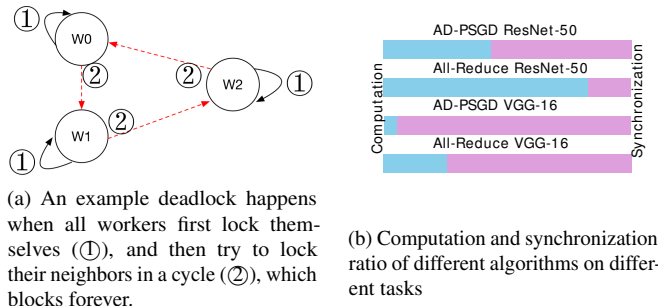 ①
W0
②
②
W2
①
②
W1
①
(a) An example deadlock happens
when all workers first lock them-
selves (①), and then try to lock
their neighbors in a cycle (②), which
blocks forever.
AD-PSGD ResNet-50
All-Reduce ResNet-50
AD-PSGD VGG-16
All-Reduce VGG-16
Computation
Synchronization
(b) Computation and synchronization
ratio of different algorithms on differ-
ent tasks